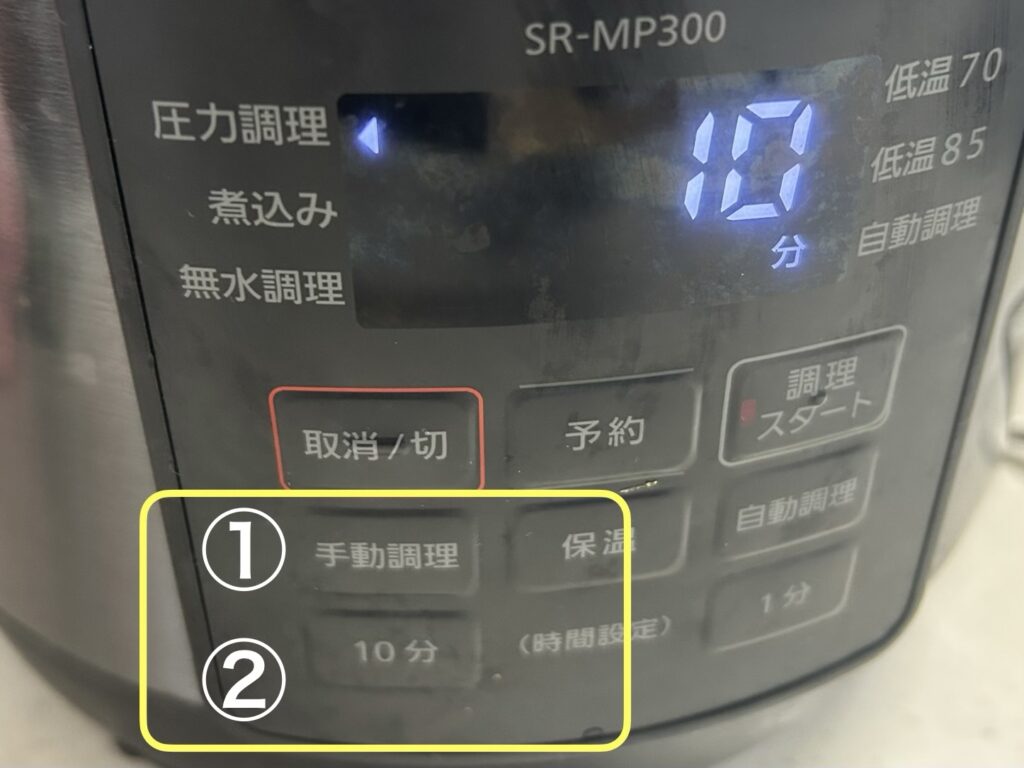 SR-MP300
圧力調理
煮込み
無水調理
10
分
低温70
低温85
自動調理
取消/切
予約
調理
スタート
① 手動調理
保温
自動調理
② 10分
(時間設定)
1分